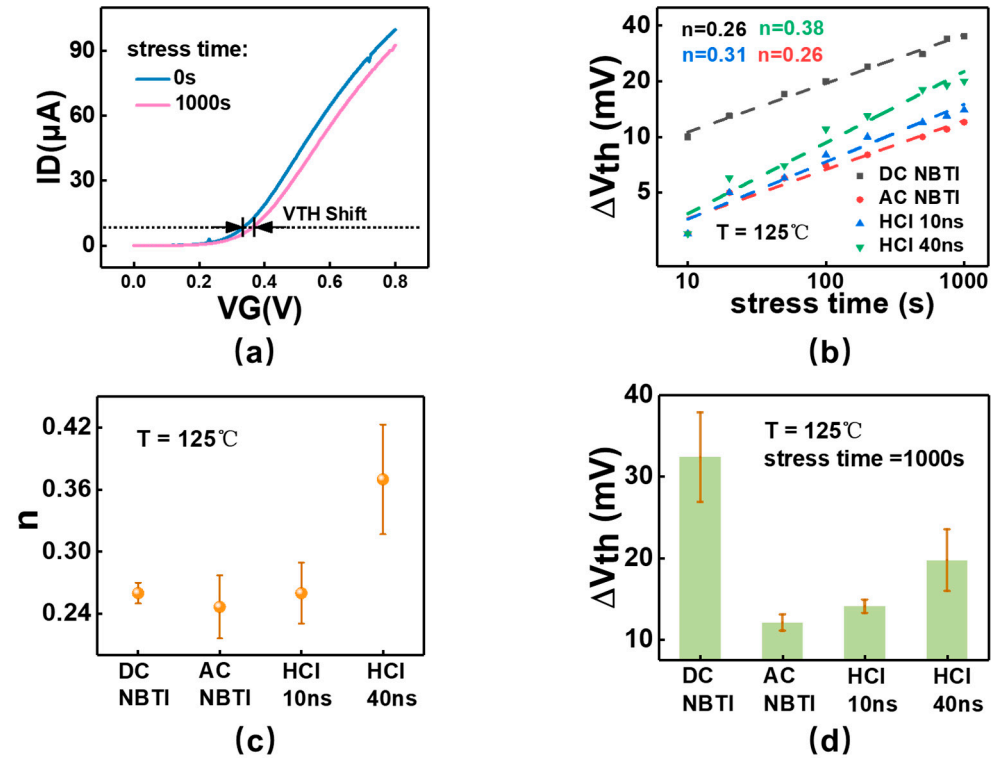 stress time:
0s
1000s
VTH Shift
90
60
30
0
ID(μA)
0.0 0.2 0.4 0.6 0.8
VG(V)
(a)
n=0.26 n=0.38
n=0.31 n=0.26
40
20
10
5
ΔVth (mV)
DC NBTI
AC NBTI
HCI 10ns
HCI 40ns
T = 125℃
10 100 1000
stress time (s)
(b)
T = 125℃
0.42
0.36
0.30
0.24
n
DC AC HCI HCI
NBTI NBTI 10ns 40ns
(c)
T = 125℃
stress time =1000s
40
30
20
10
ΔVth (mV)
DC AC HCI HCI
NBTI NBTI 10ns 40ns
(d)